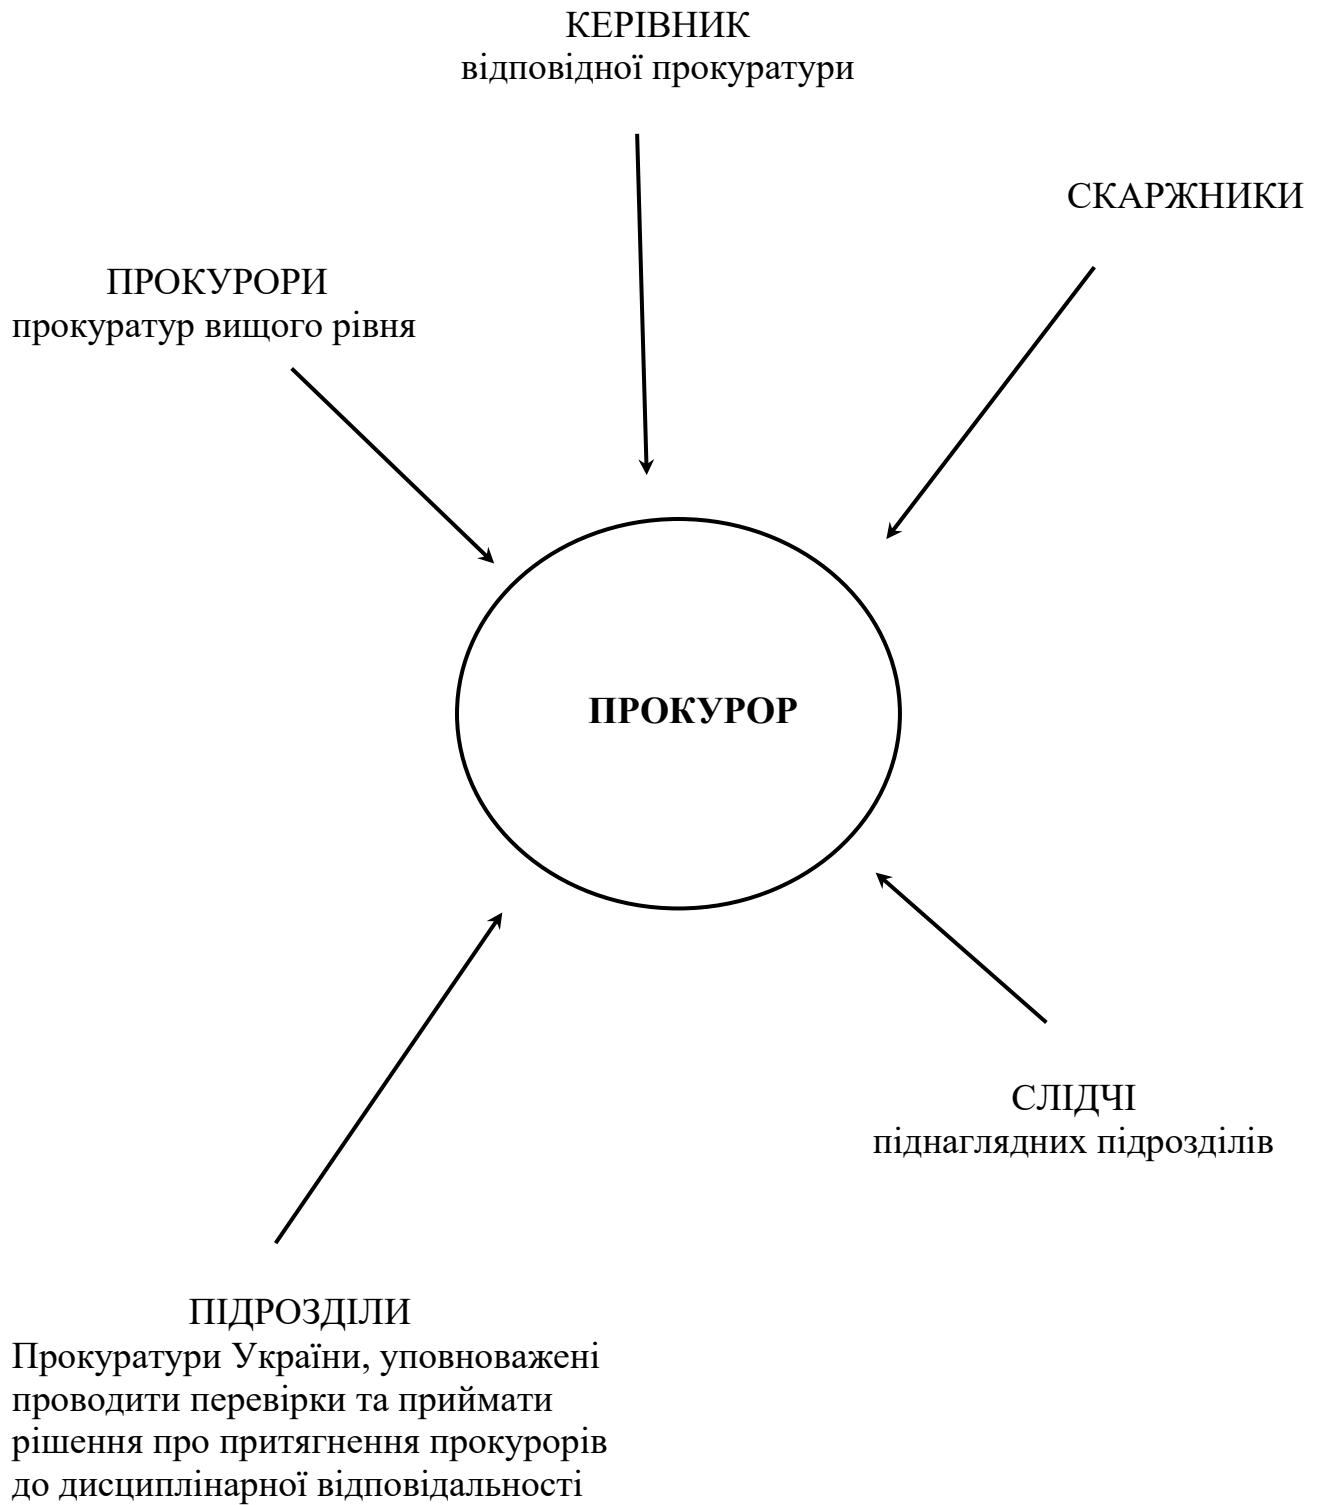 КЕРІВНИК
відповідної прокуратури
СКАРЖНИКИ
ПРОКУРОРИ
прокуратур вищого рівня
ПРОКУРОР
СЛІДЧІ
піднаглядних підрозділів
ПІДРОЗДІЛИ
Прокуратури України, уповноважені
проводити перевірки та приймати
рішення про притягнення прокурорів
до дисциплінарної відповідальності